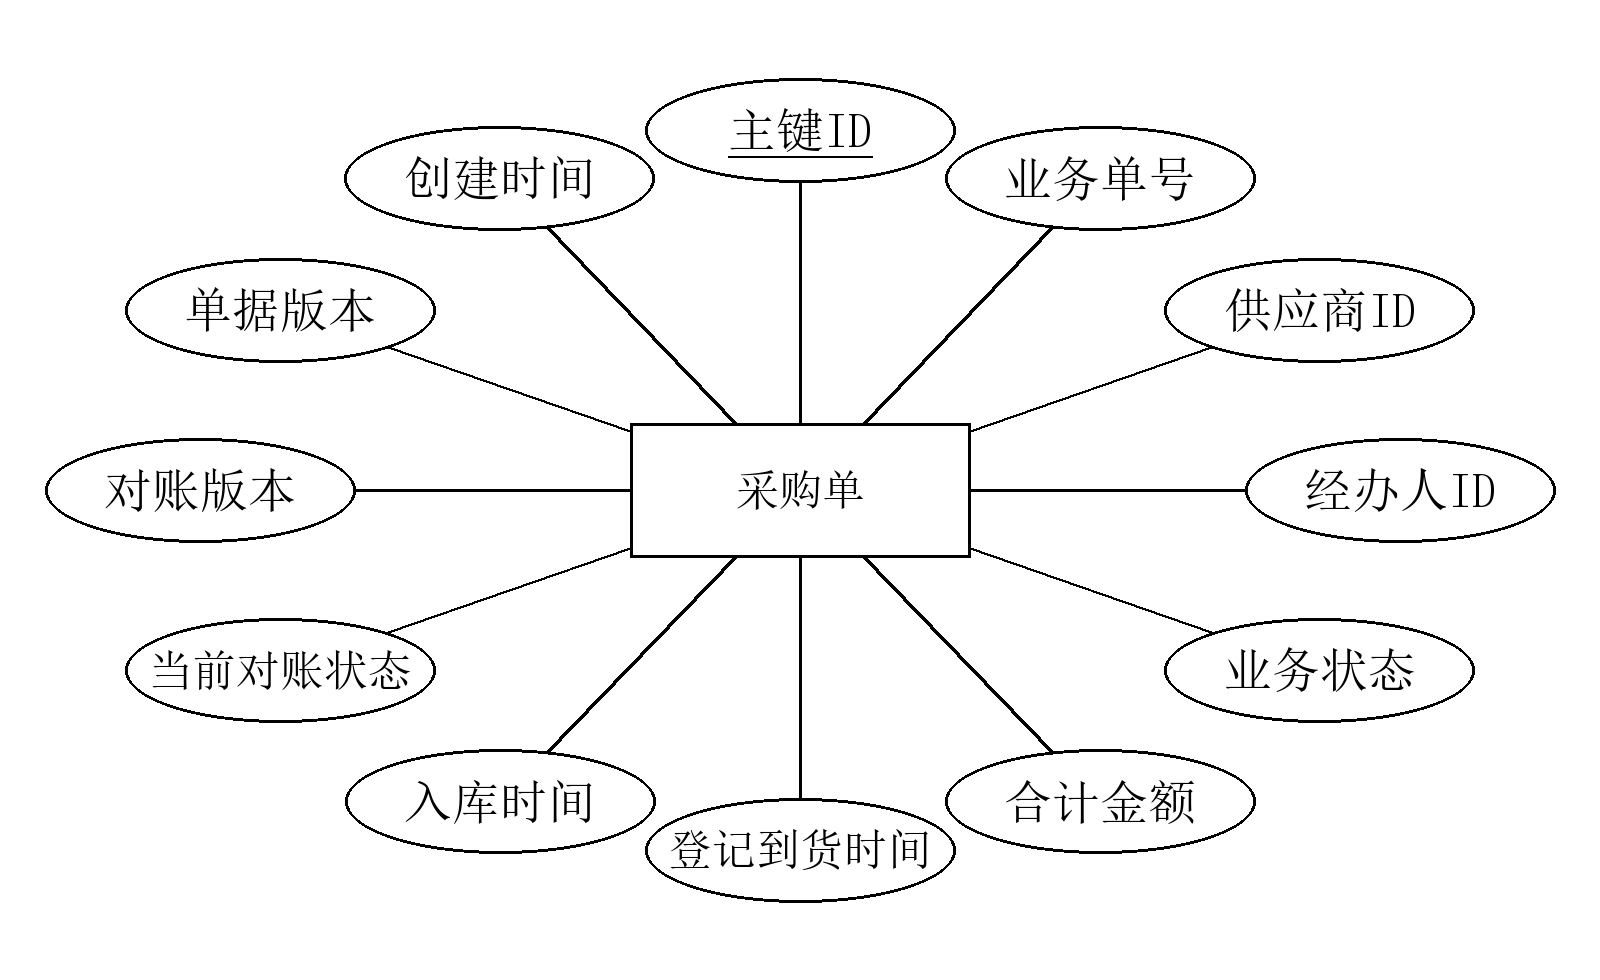 主键ID
创建时间
业务单号
单据版本
供应商ID
对账版本
采购单
经办人ID
当前对账状态
业务状态
入库时间
合计金额
登记到货时间